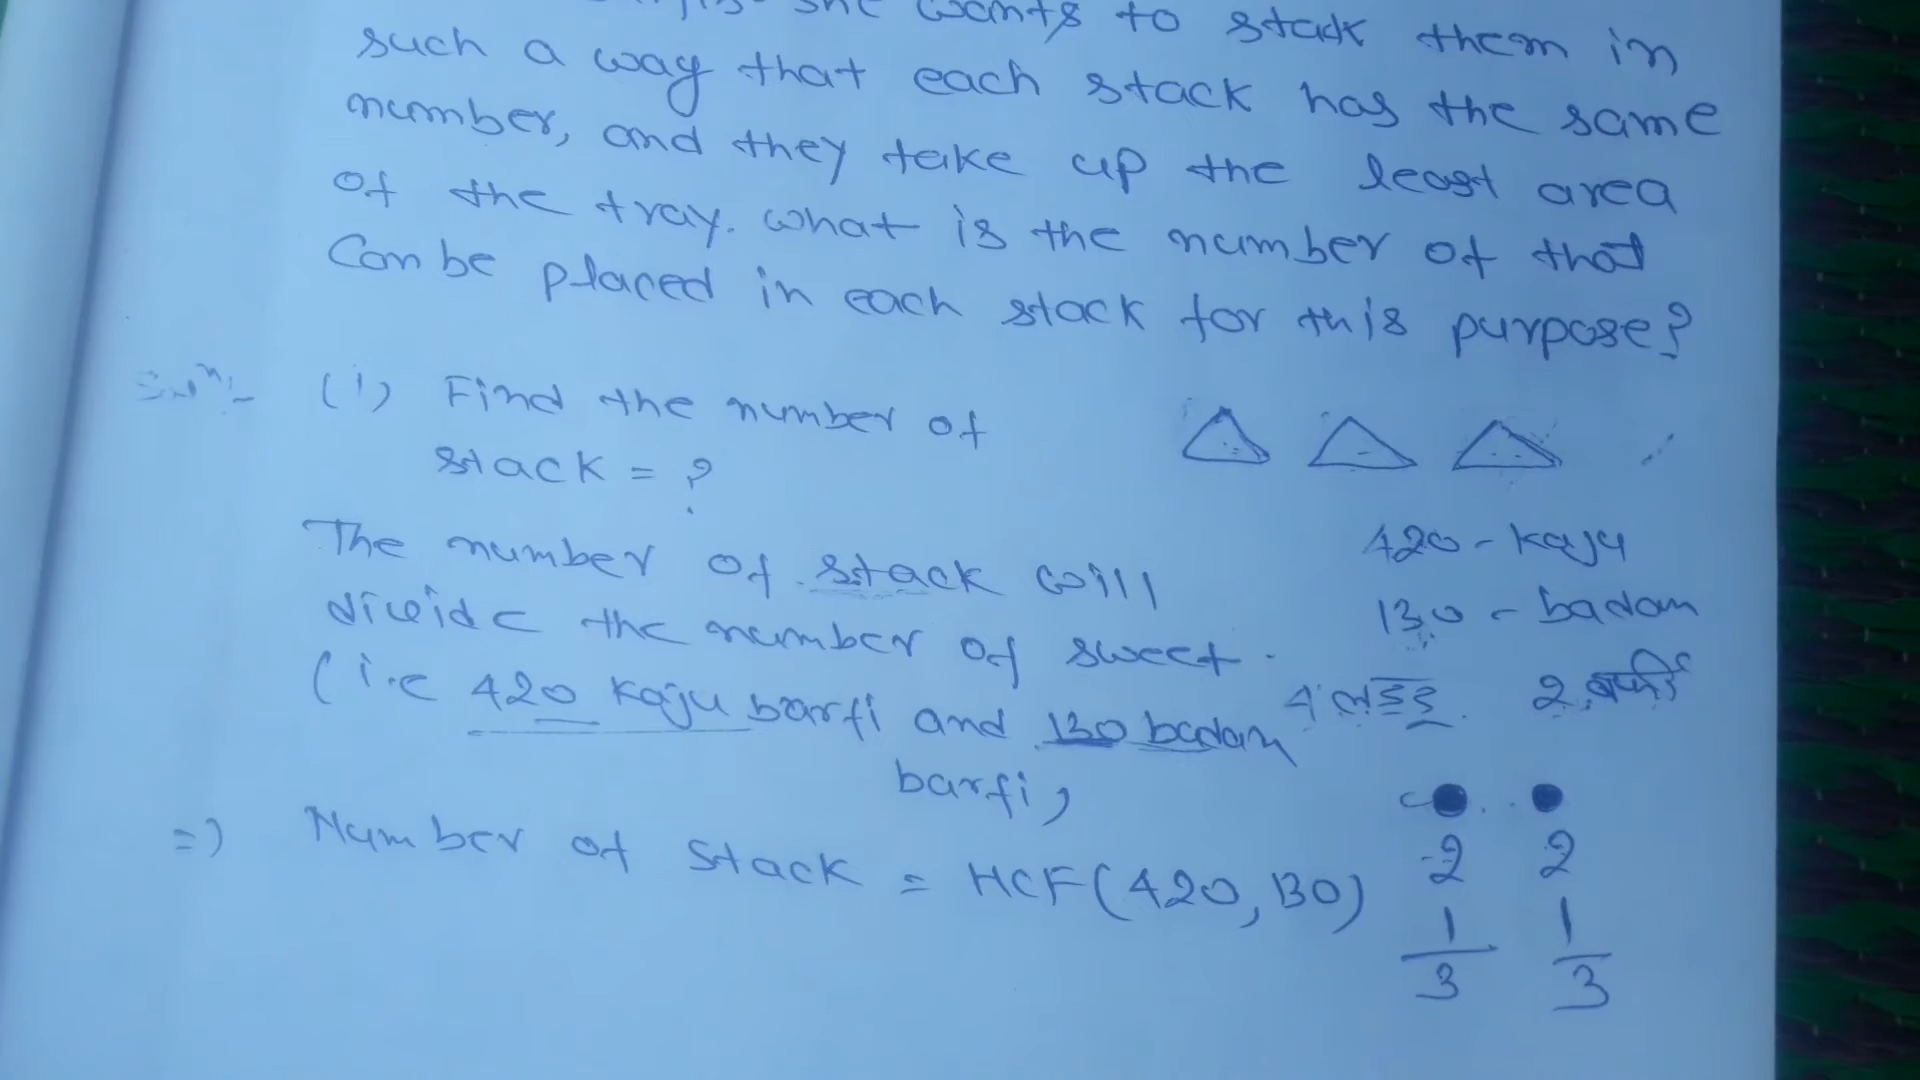 she wants to stack them in
such a way that each stack has the same
number, and they take up the least area
of the tray. what is the number of that
Can be placed in each stack for this purpose?
(i) Find the number of
stack = ?
The number of stack will
divide the number of sweet.
(i.e 420 kaju barfi and 130 badam
barfi)
=) Number of stack = HCF(420, 130)
420 - kaju
130 - badam
4 लड्डू 2 बर्फी
2 2
1 1
3 3